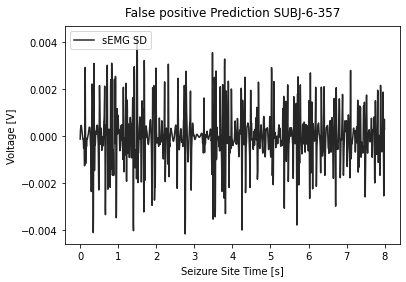 False positive Prediction SUBJ-6-357
sEMG SD
Voltage [V]
0.004
0.002
0.000
−0.002
−0.004
0 1 2 3 4 5 6 7 8
Seizure Site Time [s]